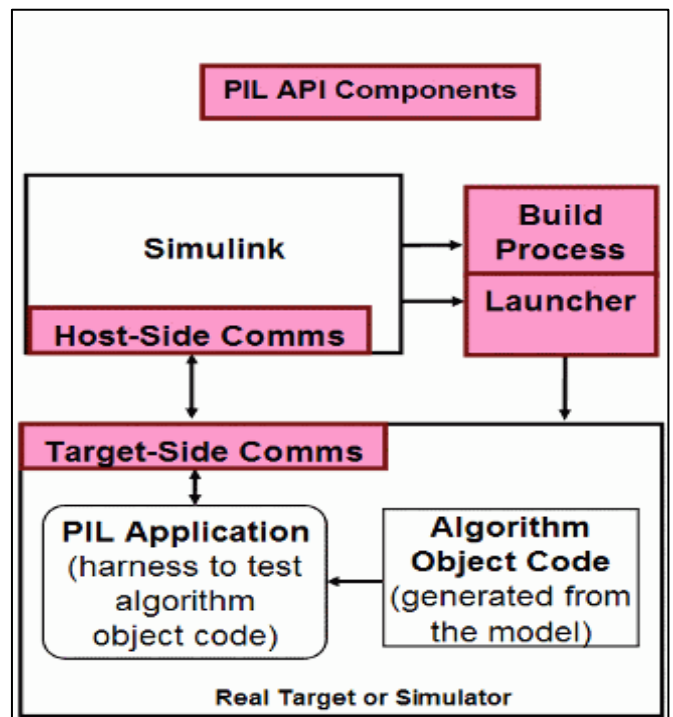 PIL API Components
Simulink
Build
Process
Launcher
Host-Side Comms
Target-Side Comms
PIL Application
(harness to test
algorithm
object code)
Algorithm
Object Code
(generated from
the model)
Real Target or Simulator